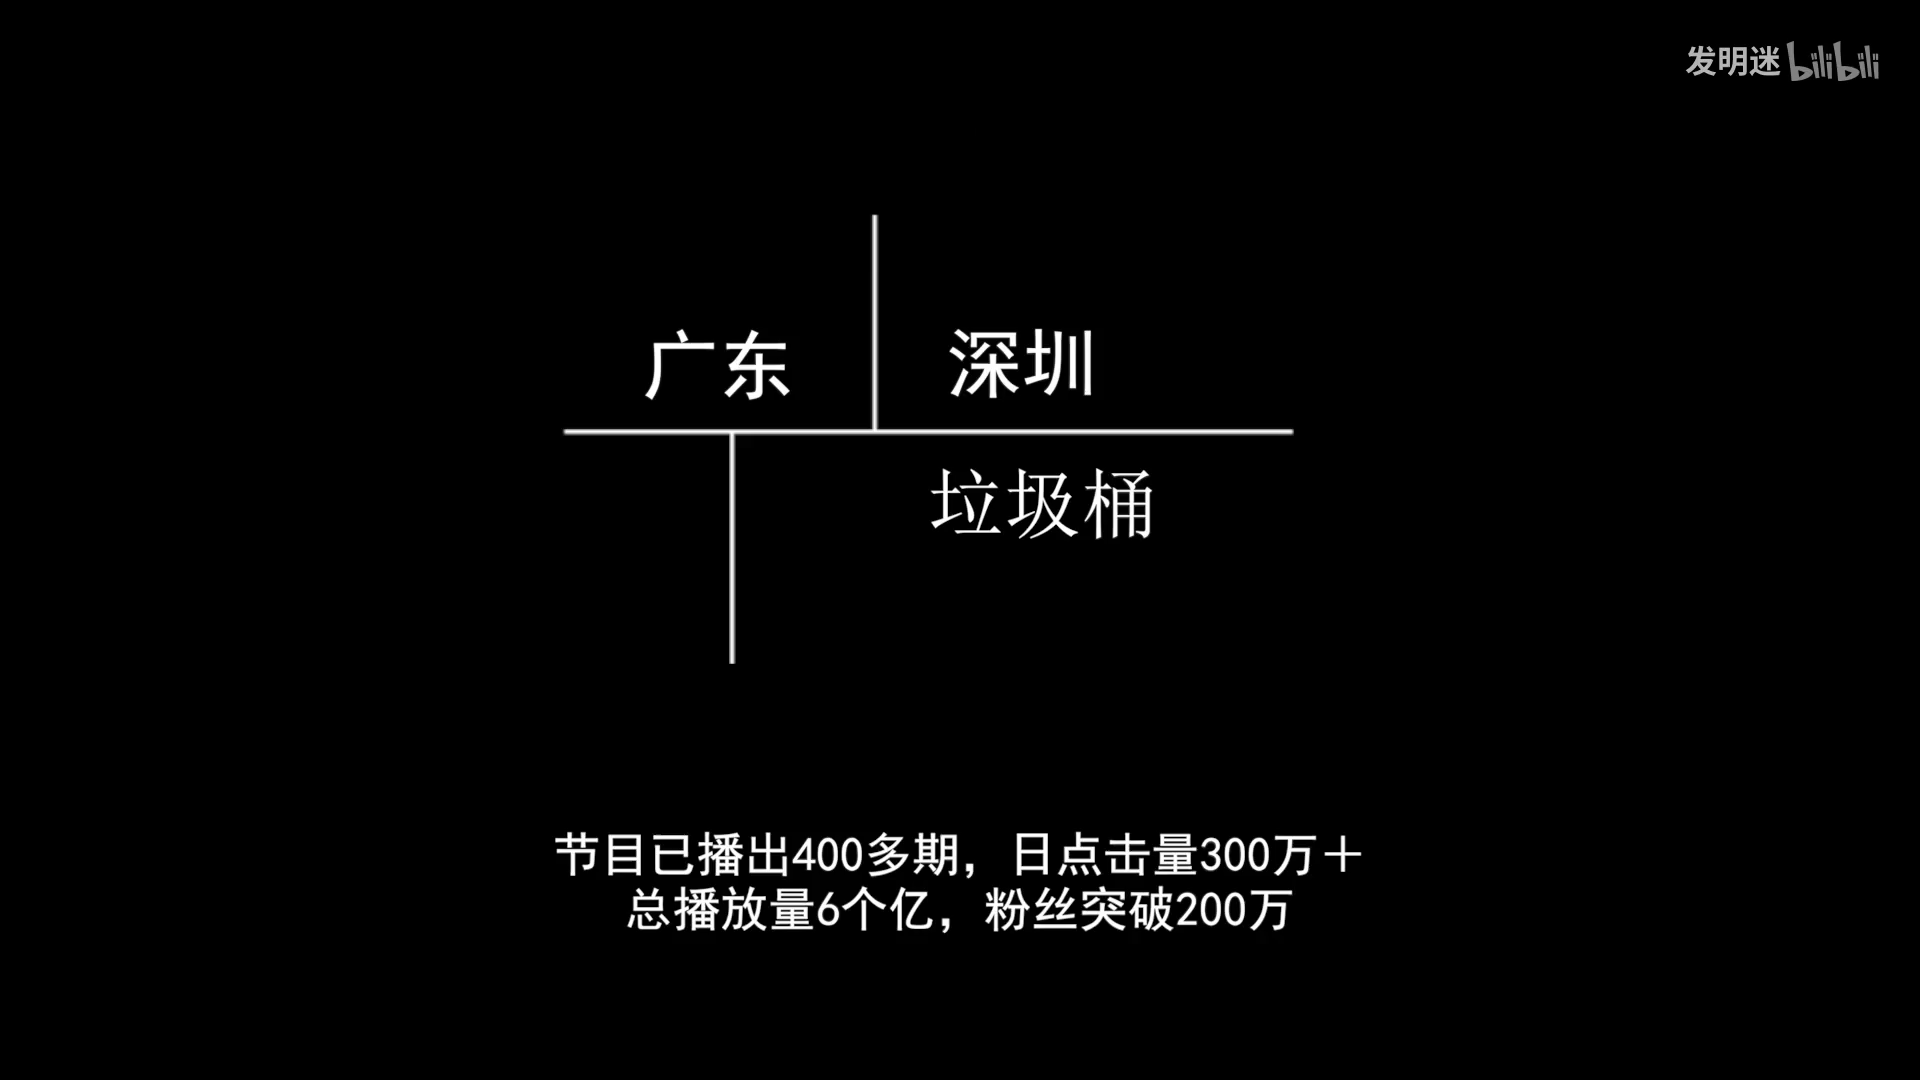 发明迷 bilibili
广东 深圳
垃圾桶
节目已播出400多期，日点击量300万＋
总播放量6个亿，粉丝突破200万